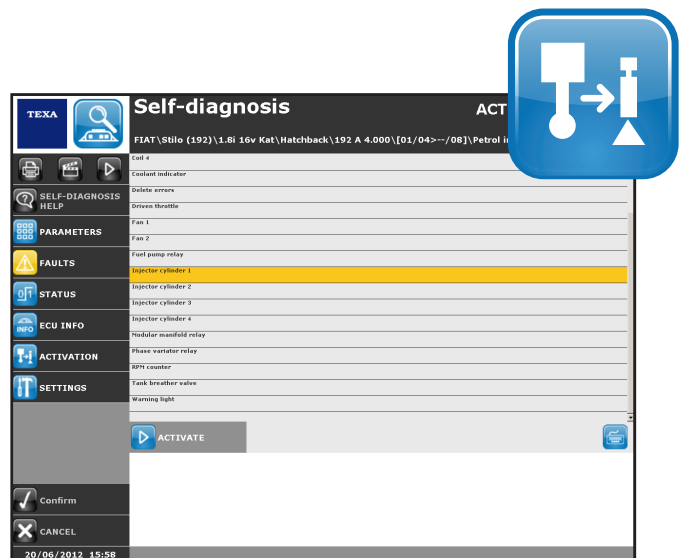 TEXA
Self-diagnosis
ACT
FIAT\Stilo (192)\1.8i 16v Kat\Hatchback\192 A 4.000\[01/04>--/08]\Petrol i
Coil 4
Coolant indicator
Delete errors
Driven throttle
Fan 1
Fan 2
Fuel pump relay
Injector cylinder 1
Injector cylinder 2
Injector cylinder 3
Injector cylinder 4
Modular manifold relay
Phase variator relay
RPM counter
Tank breather valve
Warning light
SELF-DIAGNOSIS
HELP
PARAMETERS
FAULTS
STATUS
INFO
ECU INFO
ACTIVATION
SETTINGS
ACTIVATE
Confirm
CANCEL
20/06/2012 15:58